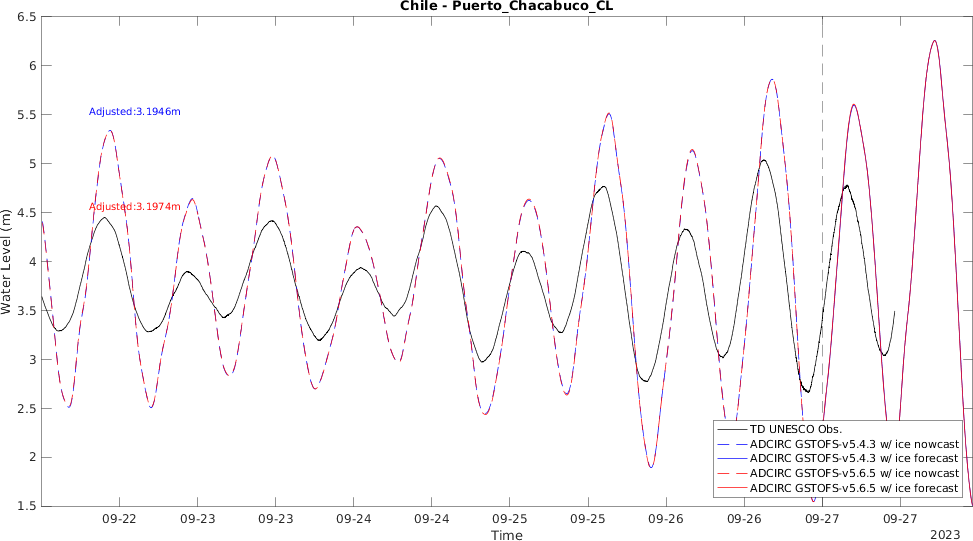 Chile - Puerto_Chacabuco_CL
6.5
6
5.5
5
4.5
4
3.5
3
2.5
2
1.5
Water Level (m)
Adjusted:3.1946m
Adjusted:3.1974m
TD UNESCO Obs.
ADCIRC GSTOFS-v5.4.3 w/ ice nowcast
ADCIRC GSTOFS-v5.4.3 w/ ice forecast
ADCIRC GSTOFS-v5.6.5 w/ ice nowcast
ADCIRC GSTOFS-v5.6.5 w/ ice forecast
09-22 09-23 09-23 09-24 09-24 09-25 09-25 09-26 09-26 09-27 09-27
Time
2023